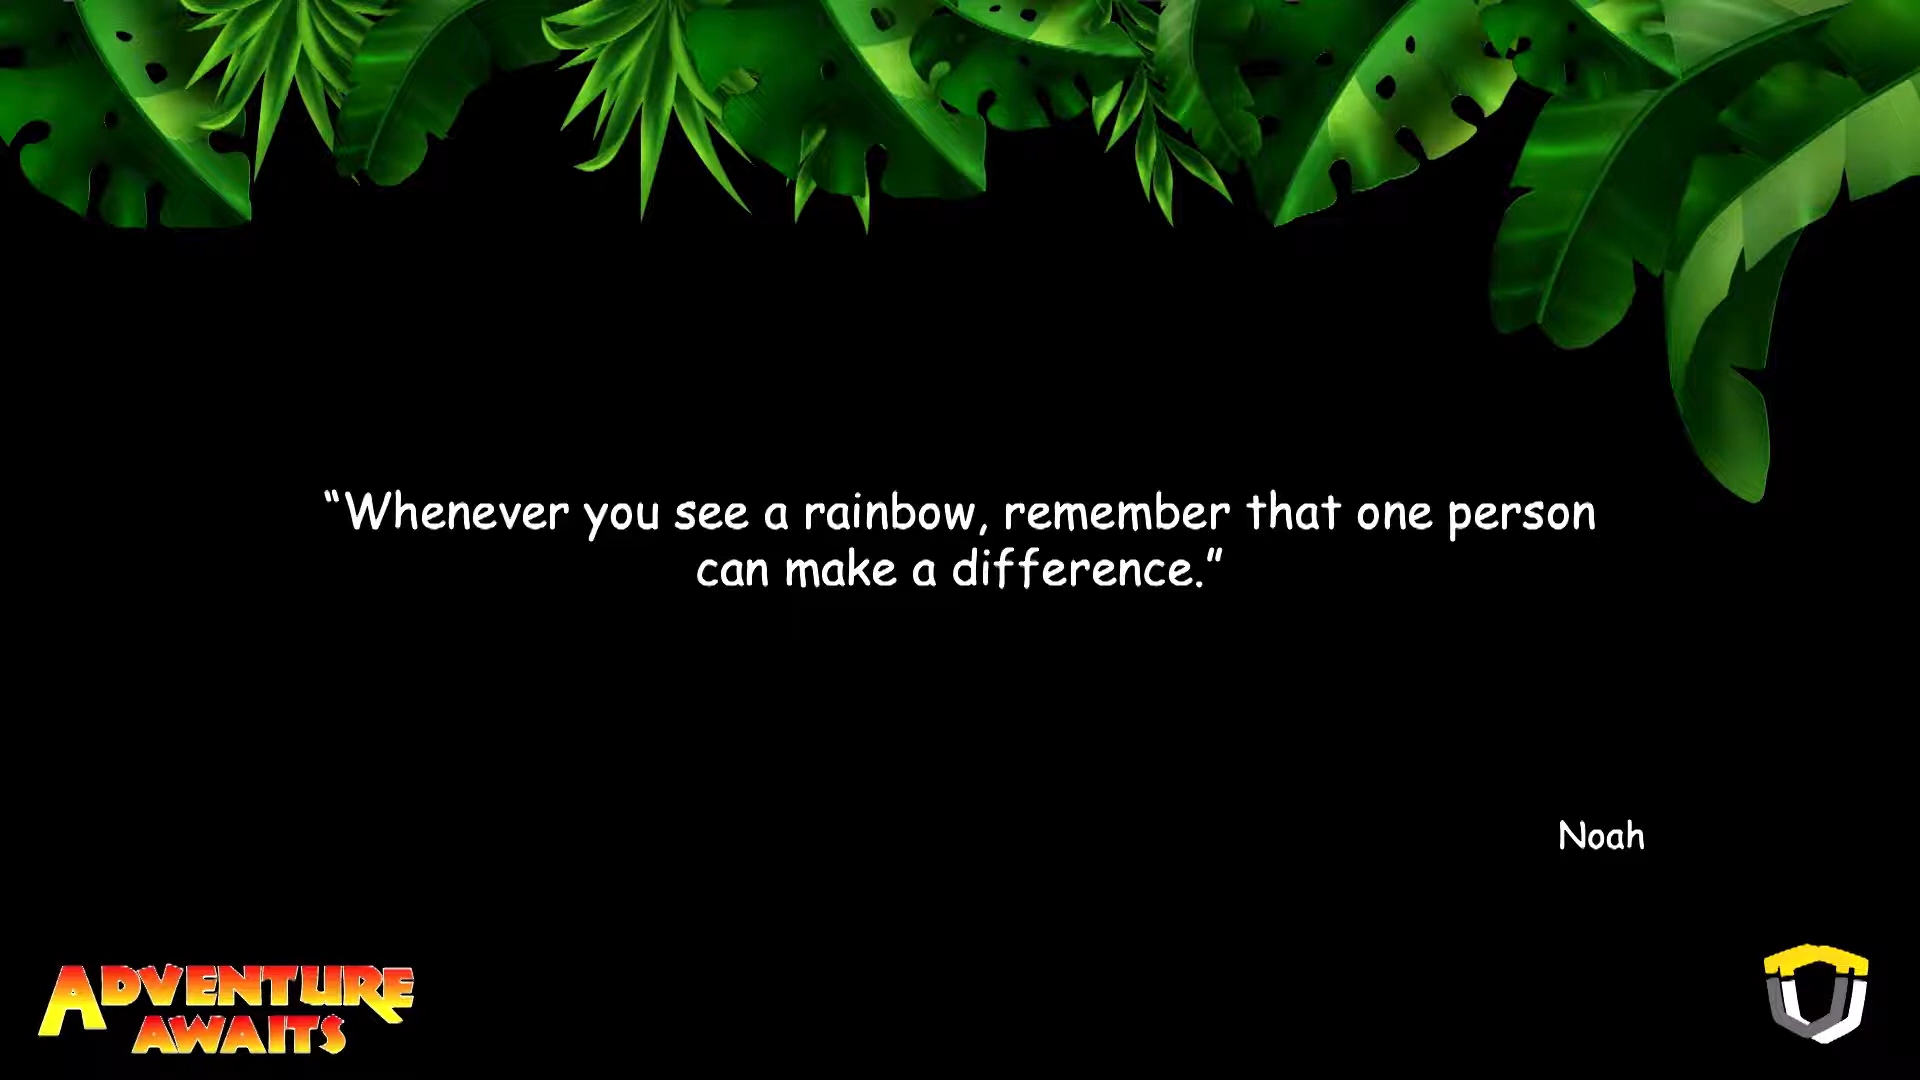 “Whenever you see a rainbow, remember that one person
can make a difference.”
Noah
ADVENTURE
AWAITS